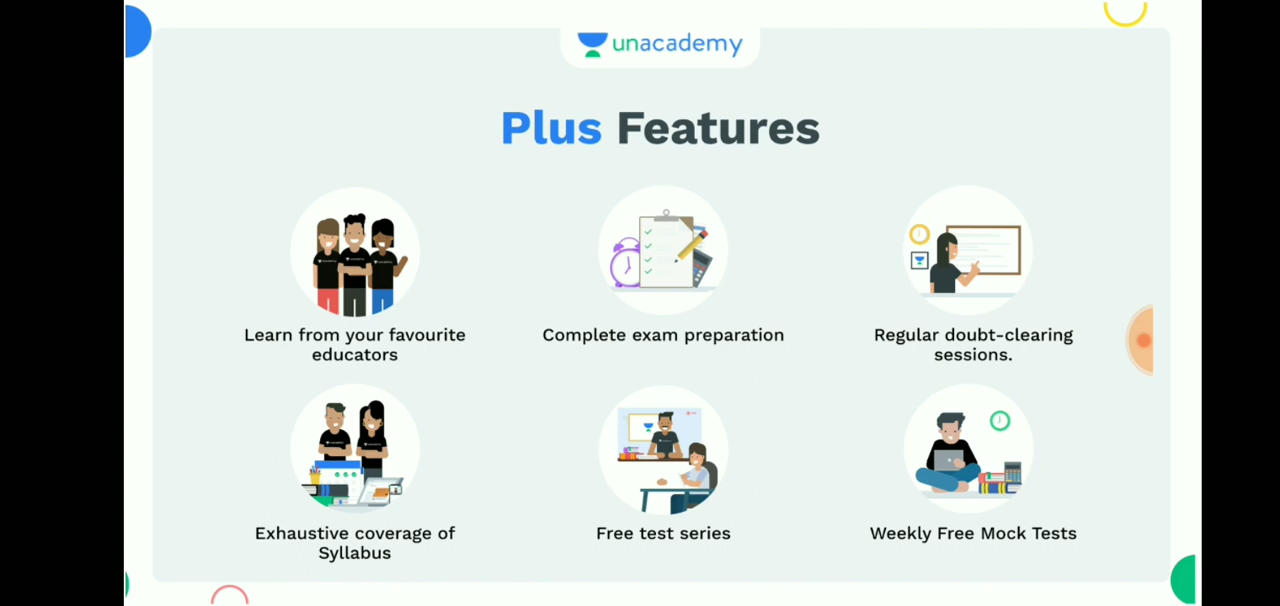 unacademy
Plus Features
Learn from your favourite
educators
Complete exam preparation
Regular doubt-clearing
sessions.
Exhaustive coverage of
Syllabus
Free test series
Weekly Free Mock Tests